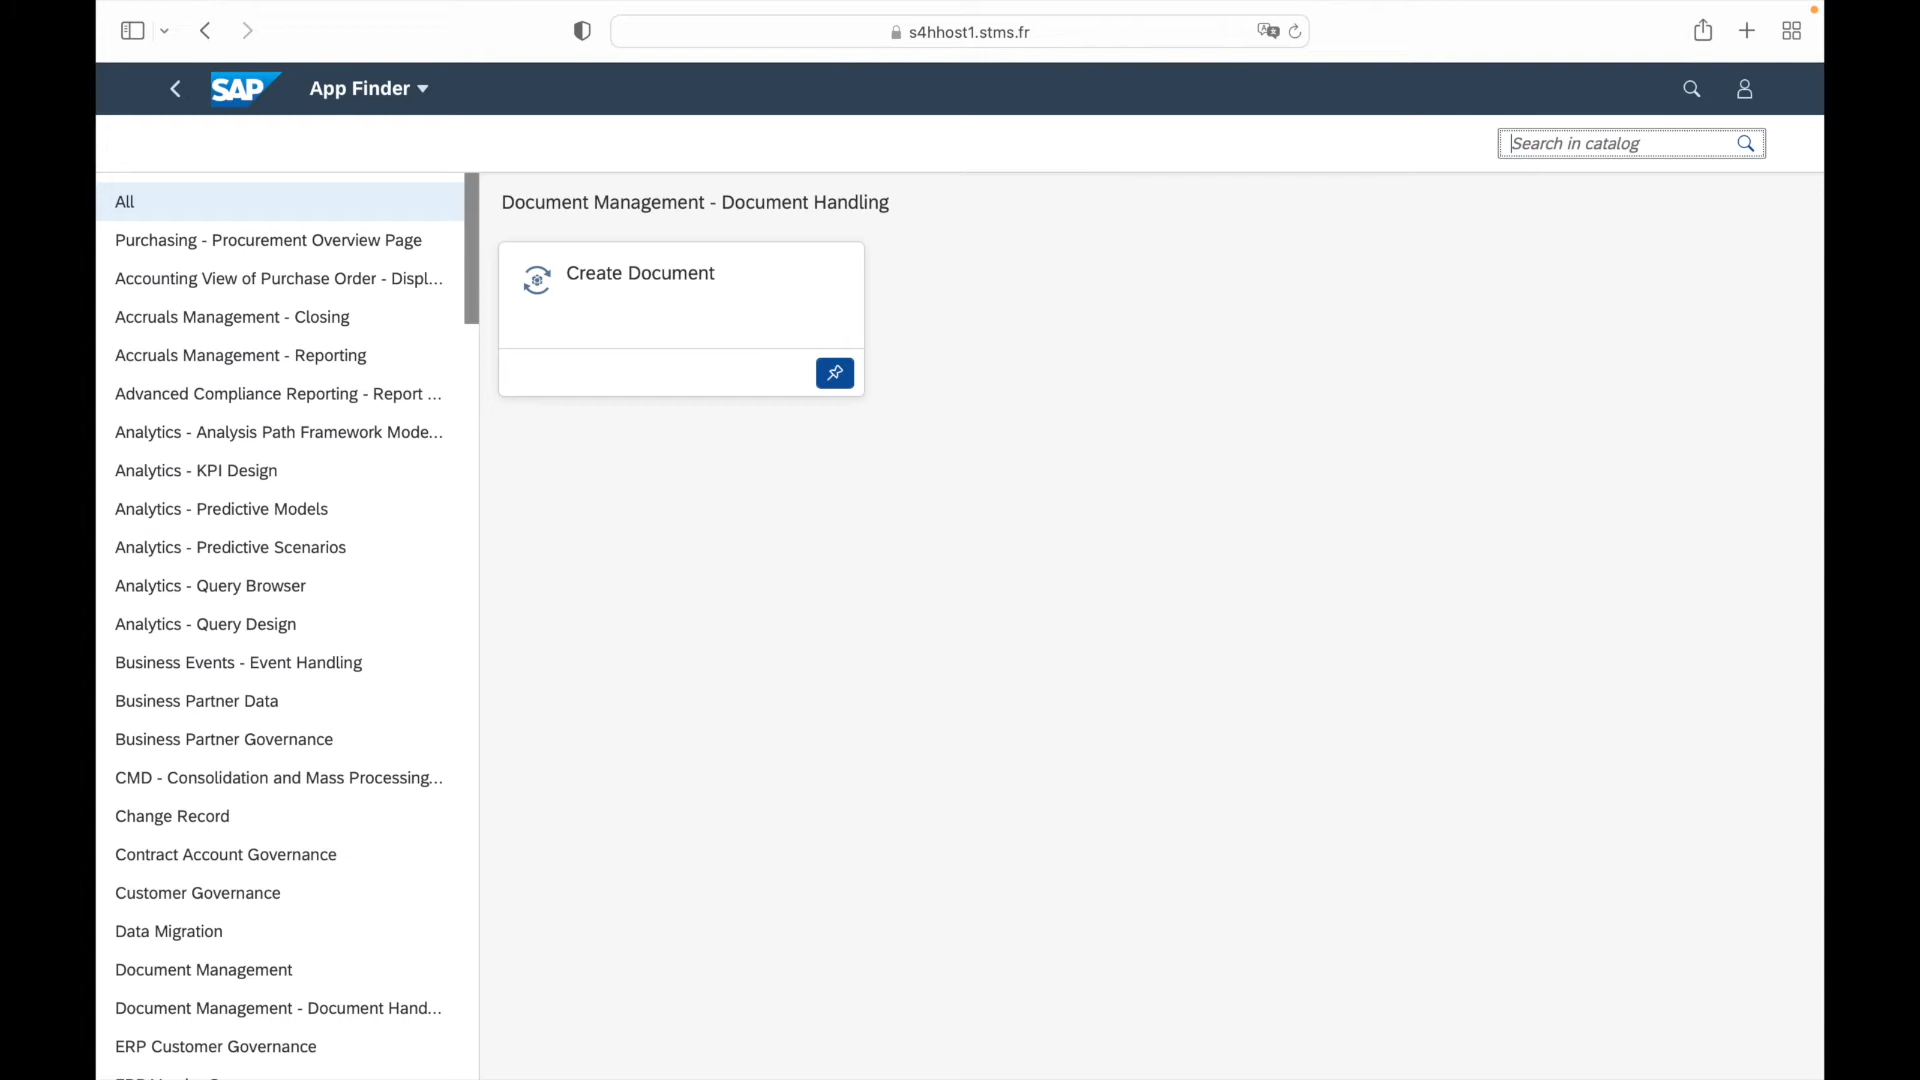 s4hhost1.stms.fr
SAP
App Finder
Search in catalog
All
Purchasing - Procurement Overview Page
Accounting View of Purchase Order - Displ...
Accruals Management - Closing
Accruals Management - Reporting
Advanced Compliance Reporting - Report ...
Analytics - Analysis Path Framework Mode...
Analytics - KPI Design
Analytics - Predictive Models
Analytics - Predictive Scenarios
Analytics - Query Browser
Analytics - Query Design
Business Events - Event Handling
Business Partner Data
Business Partner Governance
CMD - Consolidation and Mass Processing...
Change Record
Contract Account Governance
Customer Governance
Data Migration
Document Management
Document Management - Document Hand...
ERP Customer Governance
Document Management - Document Handling
Create Document